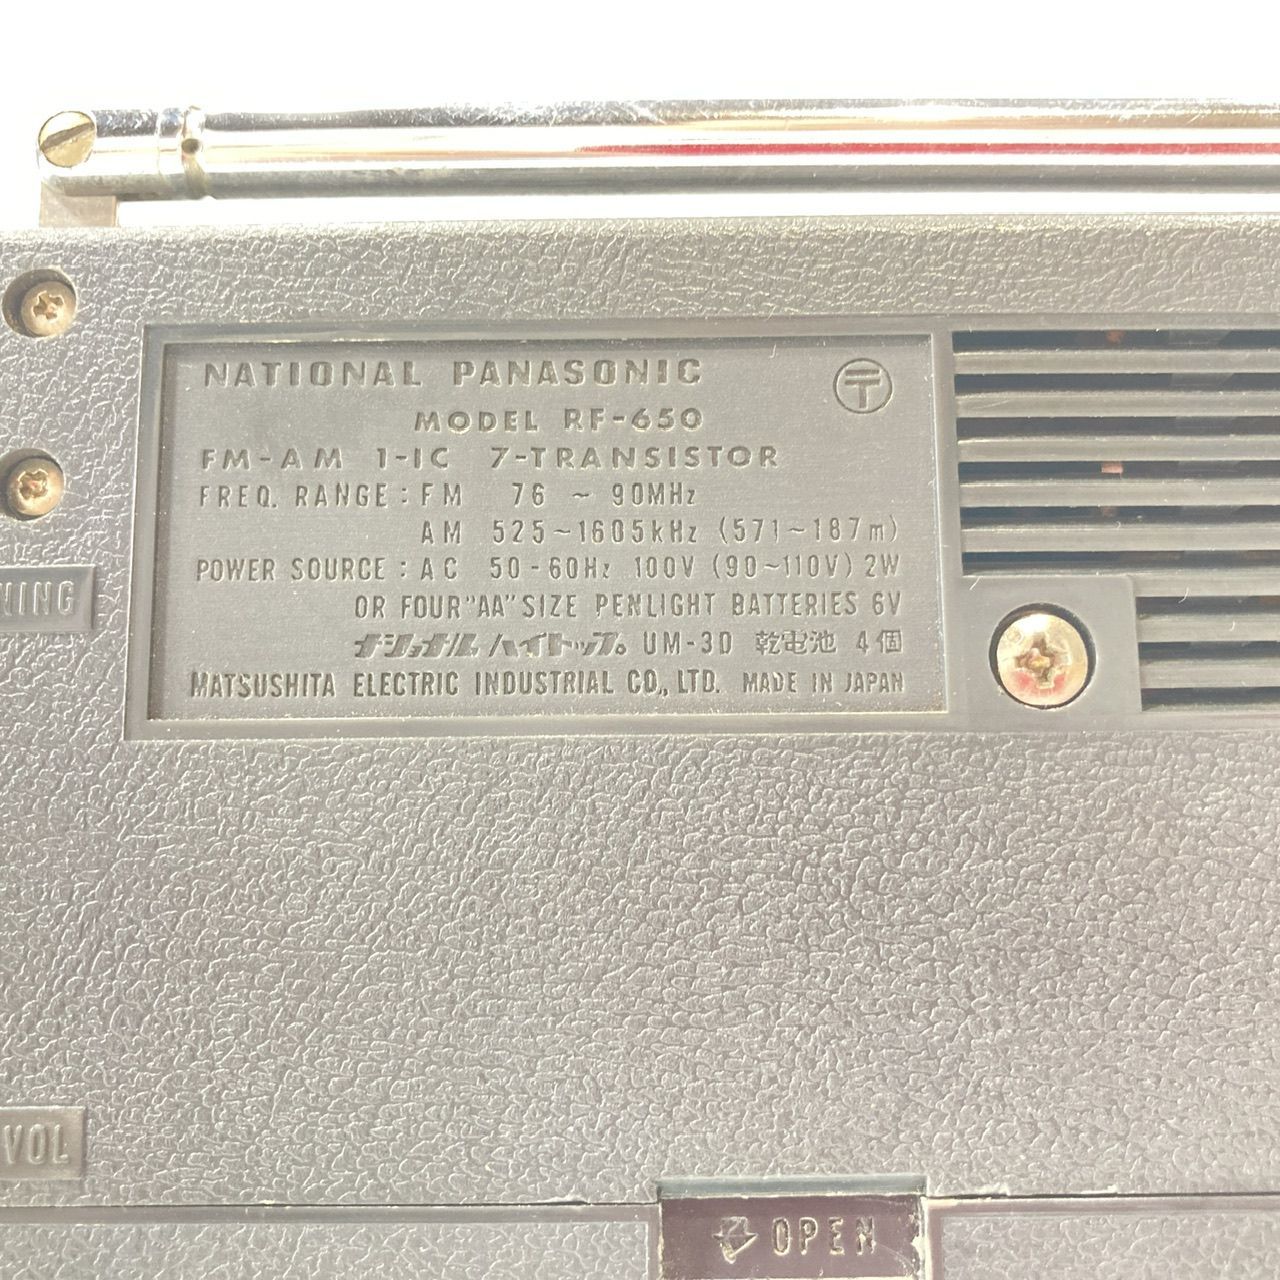 NATIONAL PANASONIC
〒
MODEL RF-650
FM-AM 1-IC 7-TRANSISTOR
FREQ. RANGE : FM 76 ~ 90MHz
AM 525~1605kHz (571~187m)
POWER SOURCE : AC 50-60Hz 100V (90~110V) 2W
OR FOUR "AA" SIZE PENLIGHT BATTERIES 6V
ナショナル ハイトップ。 UM-3D 乾電池 4個
MATSUSHITA ELECTRIC INDUSTRIAL CO., LTD. MADE IN JAPAN
NING
VOL
OPEN